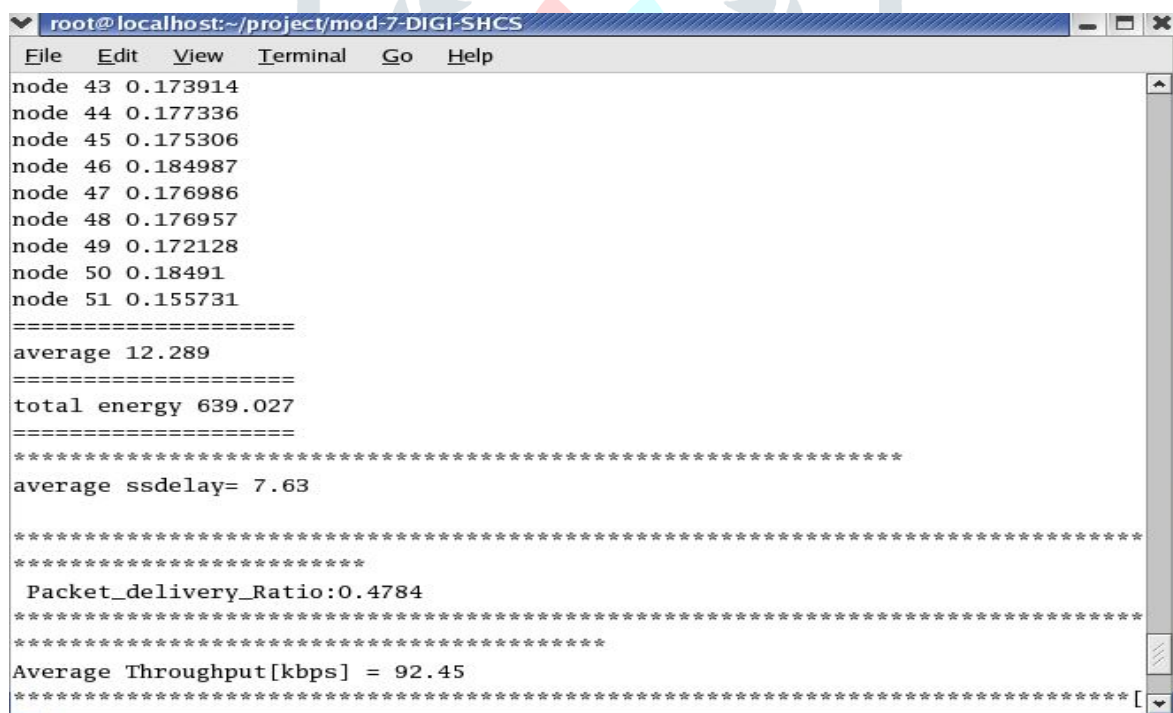 root@localhost:~/project/mod-7-DIGI-SHCS
File Edit View Terminal Go Help
node 43 0.173914
node 44 0.177336
node 45 0.175306
node 46 0.184987
node 47 0.176986
node 48 0.176957
node 49 0.172128
node 50 0.18491
node 51 0.155731
====================
average 12.289
====================
total energy 639.027
====================
***************************************************************
average ssdelay= 7.63
********************************************************************************
*************************
Packet_delivery_Ratio:0.4784
********************************************************************************
******************************************
Average Throughput[kbps] = 92.45
*******************************************************************************[